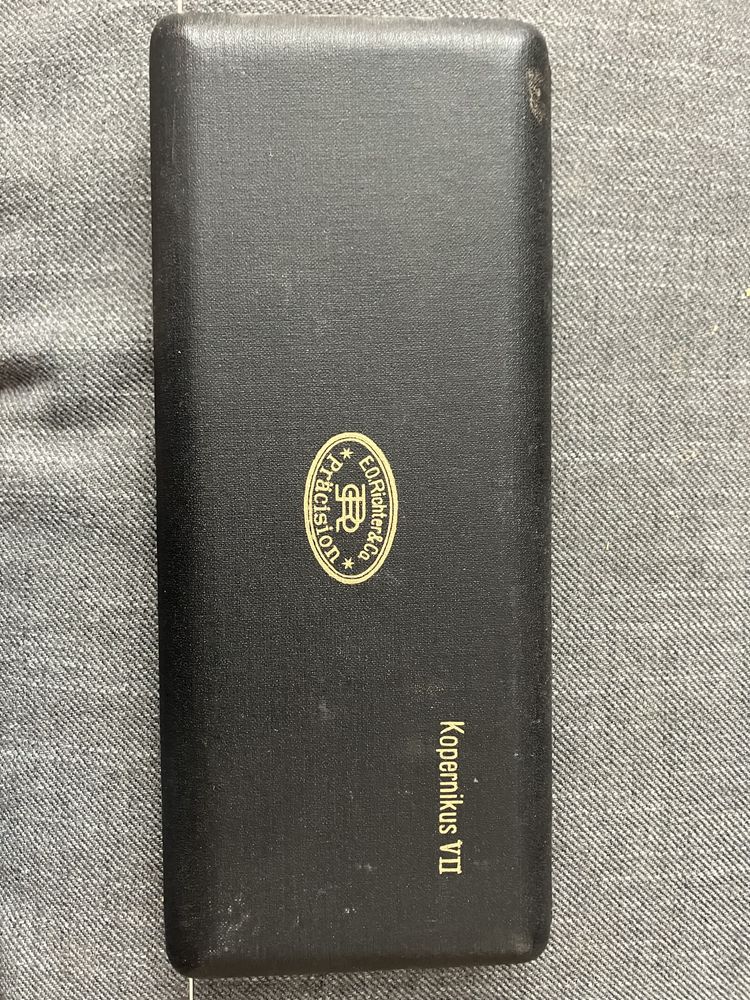 E.O.Richter&Co
R
★ Präcision ★
Kopernikus VII